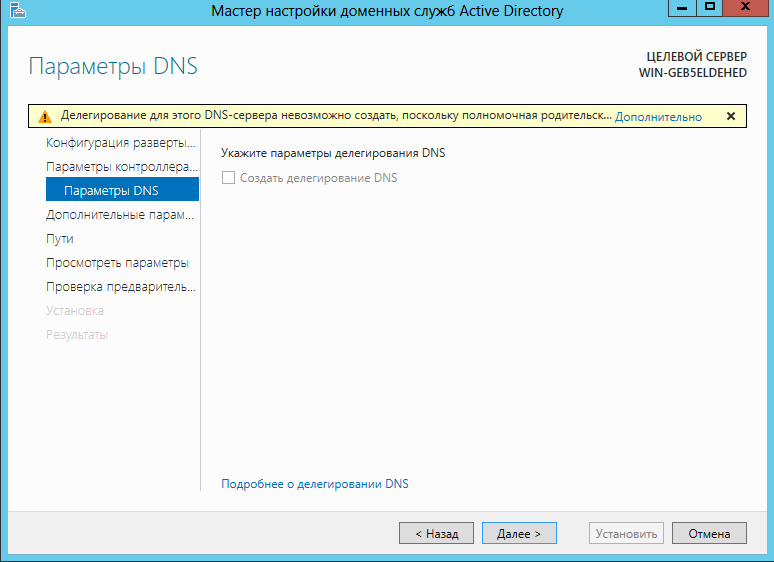 Мастер настройки доменных служб Active Directory
Параметры DNS
ЦЕЛЕВОЙ СЕРВЕР
WIN-GEB5ELDEHED
Делегирование для этого DNS-сервера невозможно создать, поскольку полномочная родительск... Дополнительно
Конфигурация разверты...
Параметры контроллера...
Параметры DNS
Дополнительные парам...
Пути
Просмотреть параметры
Проверка предваритель...
Установка
Результаты
Укажите параметры делегирования DNS
Создать делегирование DNS
Подробнее о делегировании DNS
< Назад
Далее >
Установить
Отмена